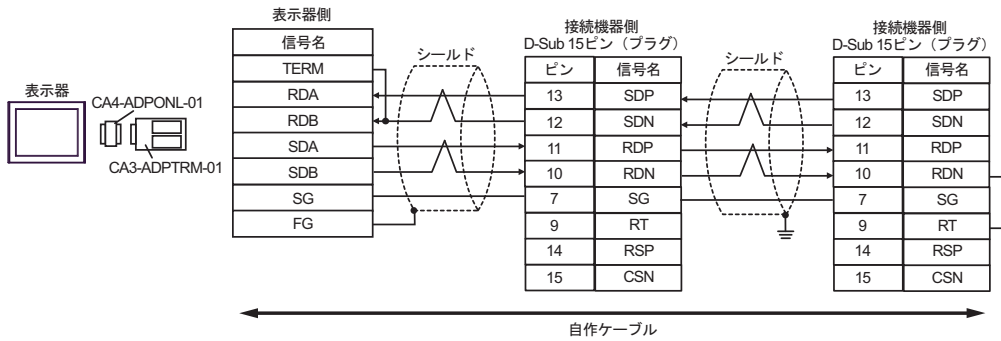 表示器側
信号名
TERM
RDA
RDB
SDA
SDB
SG
FG
表示器
CA4-ADPONL-01
CA3-ADPTRM-01
シールド
接続機器側
D-Sub 15ピン（プラグ）
ピン 信号名
13 SDP
12 SDN
11 RDP
10 RDN
7 SG
9 RT
14 RSP
15 CSN
シールド
接続機器側
D-Sub 15ピン（プラグ）
ピン 信号名
13 SDP
12 SDN
11 RDP
10 RDN
7 SG
9 RT
14 RSP
15 CSN
自作ケーブル